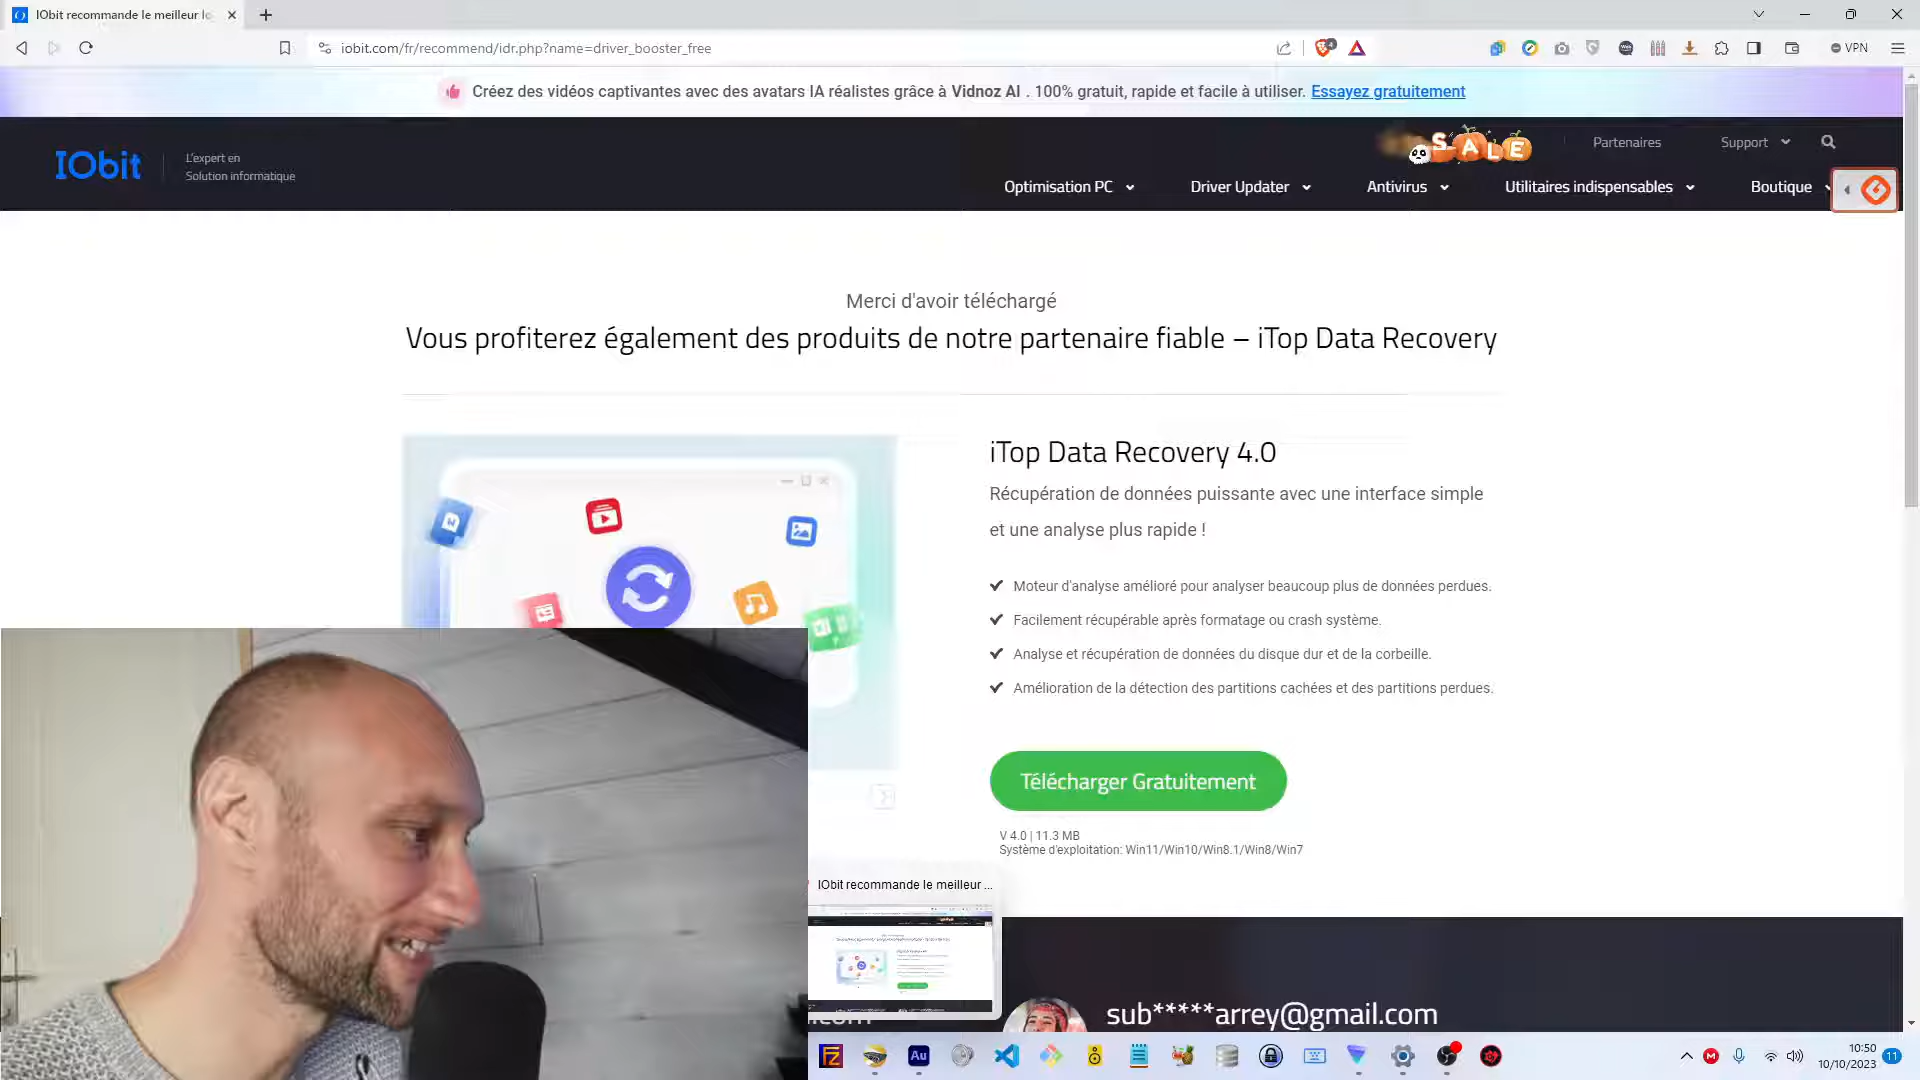 IObit recommande le meilleur lo
iobit.com/fr/recommend/idr.php?name=driver_booster_free
4
VPN
Créez des vidéos captivantes avec des avatars IA réalistes grâce à Vidnoz AI . 100% gratuit, rapide et facile à utiliser. Essayez gratuitement
IObit
L'expert en
Solution informatique
SALE
Partenaires
Support
Optimisation PC
Driver Updater
Antivirus
Utilitaires indispensables
Boutique
Merci d'avoir téléchargé
Vous profiterez également des produits de notre partenaire fiable – iTop Data Recovery
iTop Data Recovery 4.0
Récupération de données puissante avec une interface simple
et une analyse plus rapide !
Moteur d'analyse amélioré pour analyser beaucoup plus de données perdues.
Facilement récupérable après formatage ou crash système.
Analyse et récupération de données du disque dur et de la corbeille.
Amélioration de la détection des partitions cachées et des partitions perdues.
Télécharger Gratuitement
V 4.0 | 11.3 MB
Système d'exploitation: Win11/Win10/Win8.1/Win8/Win7
IObit recommande le meilleur ...
sub*****arrey@gmail.com
FZ
Au
M
10:50
10/10/2023
11